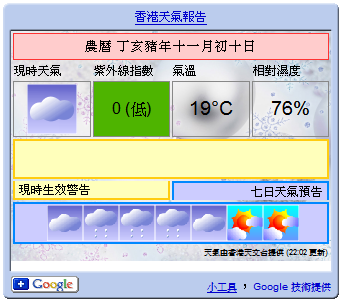 香港天氣報告
農曆 丁亥豬年十一月初十日
現時天氣 紫外線指數 氣溫 相對濕度
0 (低) 19°C 76%
現時生效警告 七日天氣預告
天氣由香港天文台提供 (22:02 更新)
Google 小工具，Google 技術提供